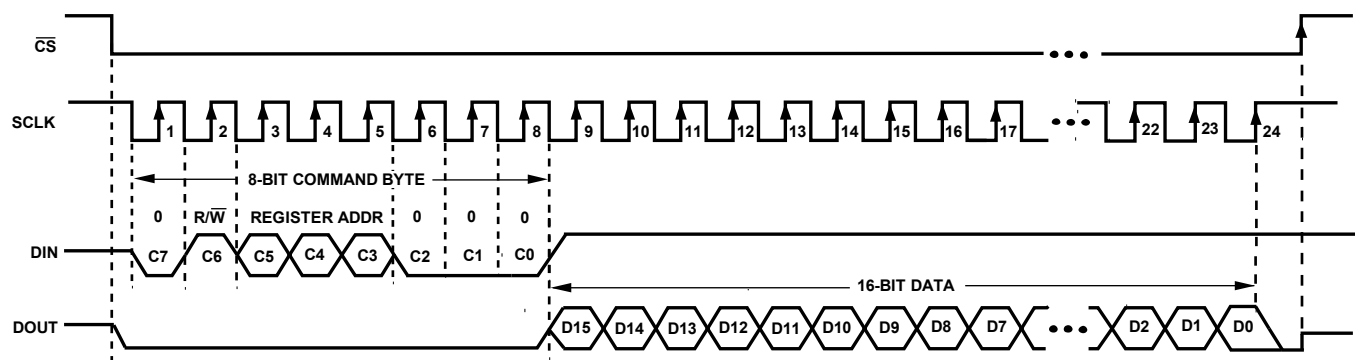 CS
SCLK
1 2 3 4 5 6 7 8 9 10 11 12 13 14 15 16 17 22 23 24
8-BIT COMMAND BYTE
0 R/W REGISTER ADDR 0 0 0
DIN
C7 C6 C5 C4 C3 C2 C1 C0
16-BIT DATA
DOUT
D15 D14 D13 D12 D11 D10 D9 D8 D7 D2 D1 D0